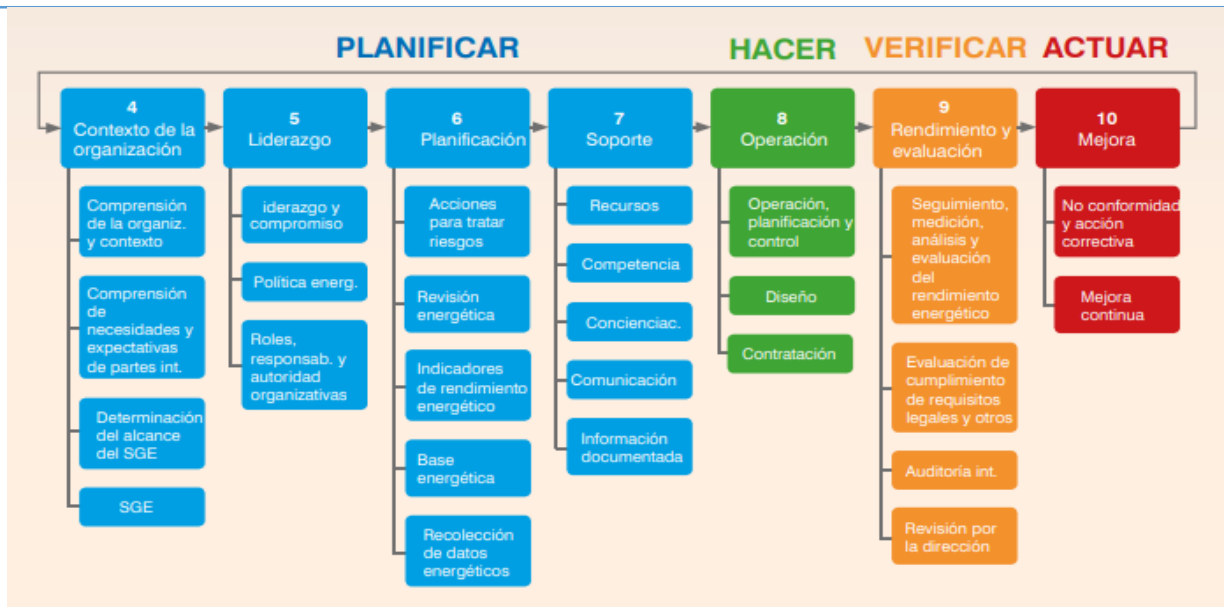 PLANIFICAR
HACER
VERIFICAR
ACTUAR
4
Contexto de la
organización
5
Liderazgo
6
Planificación
7
Soporte
8
Operación
9
Rendimiento y
evaluación
10
Mejora
Comprensión
de la organiz.
y contexto
Comprensión
de
necesidades y
expectativas
de partes int.
Determinación
del alcance
del SGE
SGE
iderazgo y
compromiso
Política energ.
Roles,
responsab. y
autoridad
organizativas
Acciones
para tratar
riesgos
Revisión
energética
Indicadores
de rendimiento
energético
Base
energética
Recolección
de datos
energéticos
Recursos
Competencia
Concienciac.
Comunicación
Información
documentada
Operación,
planificación y
control
Diseño
Contratación
Seguimiento,
medición,
análisis y
evaluación
del
rendimiento
energético
Evaluación de
cumplimiento
de requisitos
legales y otros
Auditoría int.
Revisión por
la dirección
No conformidad
y acción
correctiva
Mejora
continua